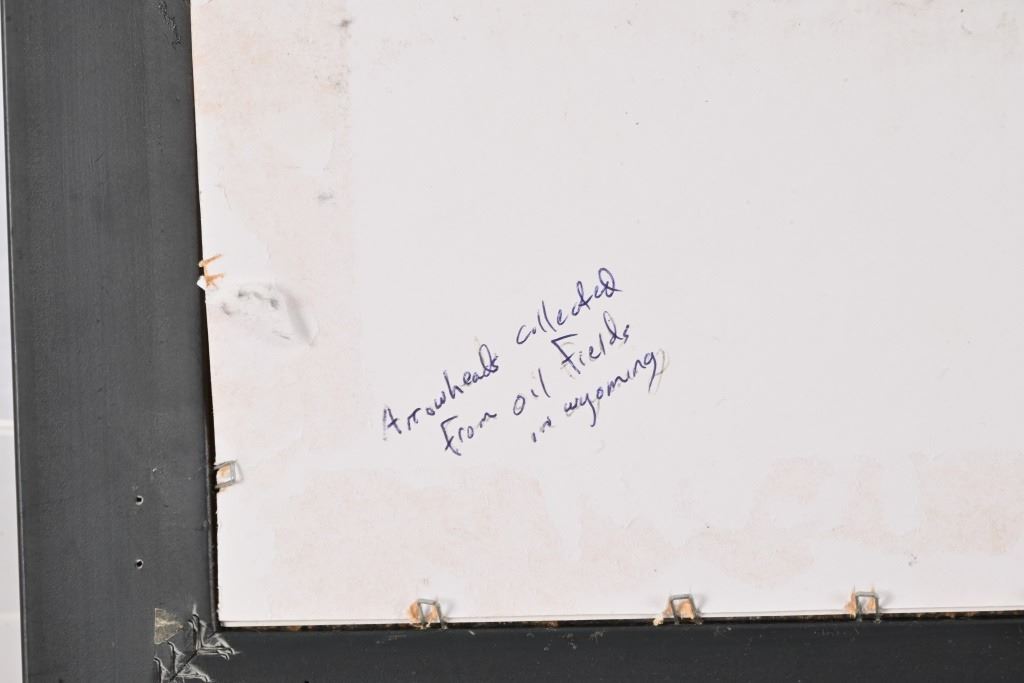 Arrowheads collected
From oil Fields
in wyoming